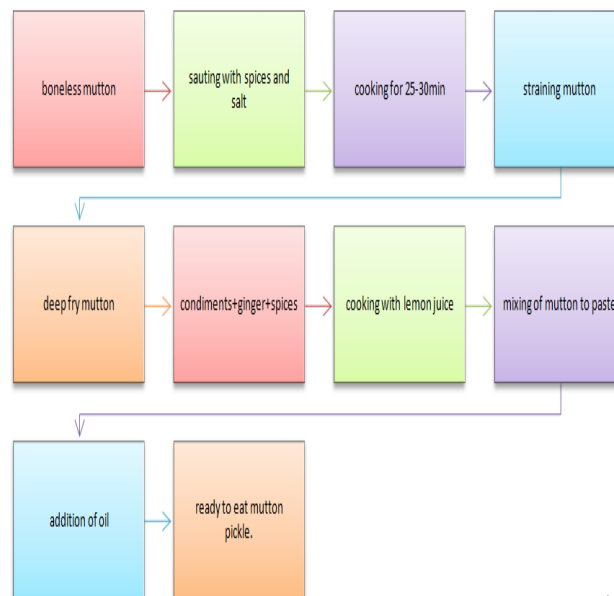 boneless mutton
sauting with spices and
salt
cooking for 25-30min
straining mutton
deep fry mutton
condiments+ginger+spices
cooking with lemon juice
mixing of mutton to paste
addition of oil
ready to eat mutton
pickle.